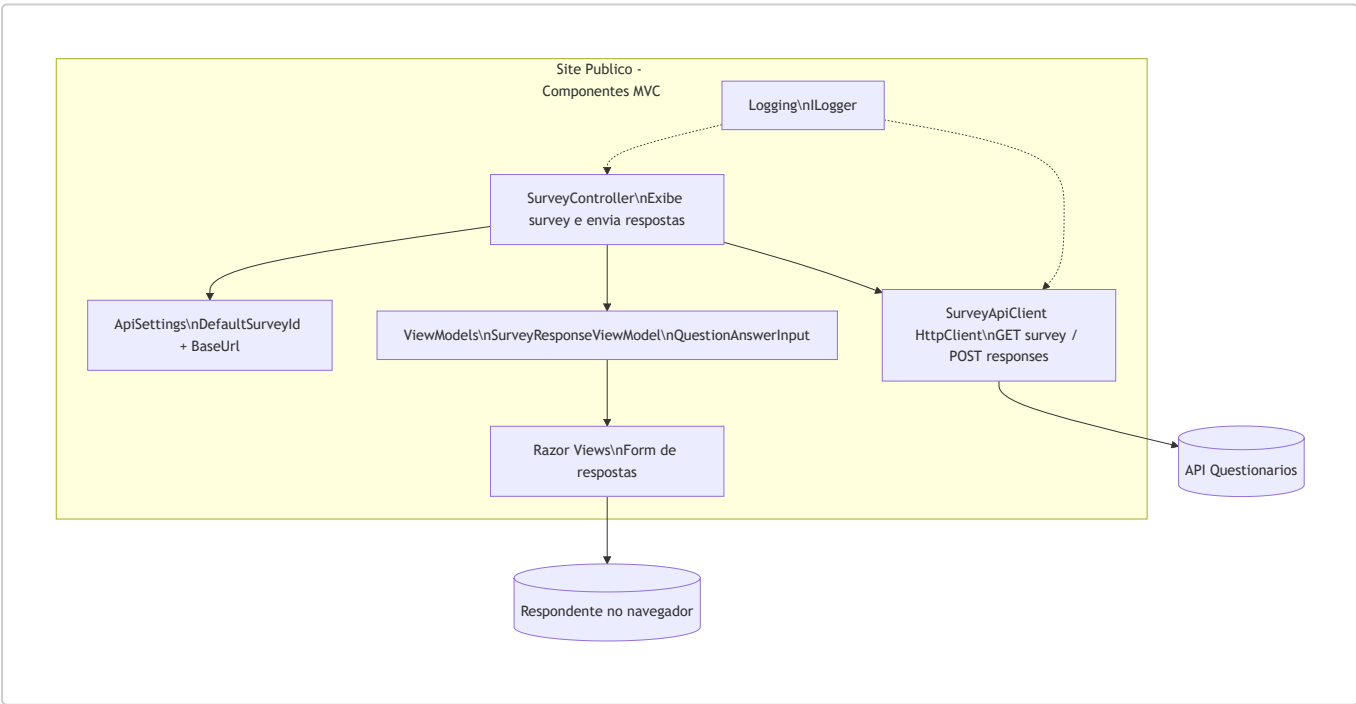 Site Publico -
Componentes MVC
Logging\nILogger
SurveyController\nExibe
survey e envia respostas
ApiSettings\nDefaultSurveyId
+ BaseUrl
ViewModels\nSurveyResponseViewModel\nQuestionAnswerInput
SurveyApiClient
HttpClient\nGET survey /
POST responses
Razor Views\nForm de
respostas
API Questionarios
Respondente no navegador